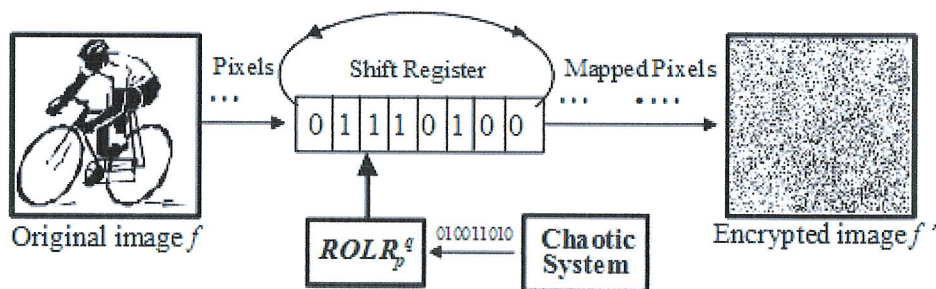 Pixels
Shift Register
Mapped Pixels
0 1 1 1 0 1 0 0
Original image f
ROLR_p^q
010011010
Chaotic
System
Encrypted image f '